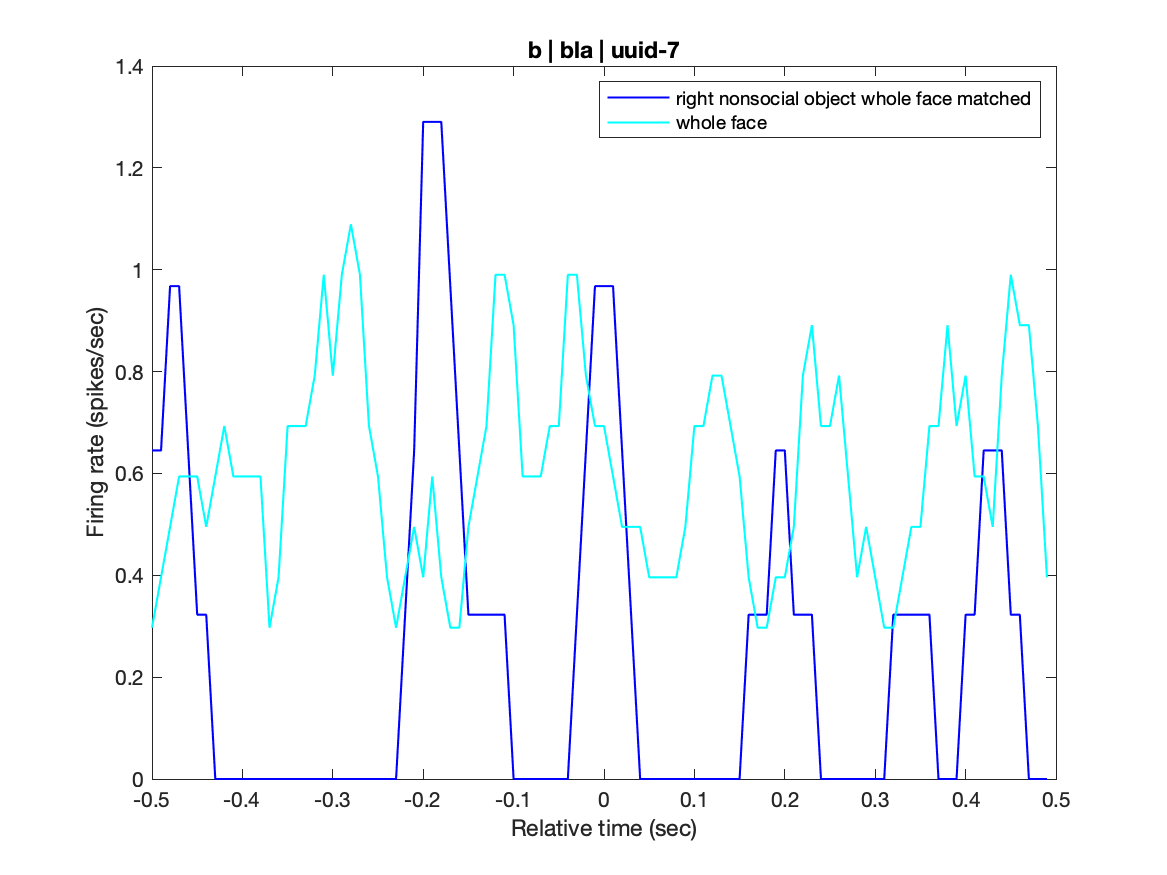 b | bla | uuid-7
1.4
1.2
1
0.8
0.6
0.4
0.2
0
Firing rate (spikes/sec)
right nonsocial object whole face matched
whole face
-0.5 -0.4 -0.3 -0.2 -0.1 0 0.1 0.2 0.3 0.4 0.5
Relative time (sec)